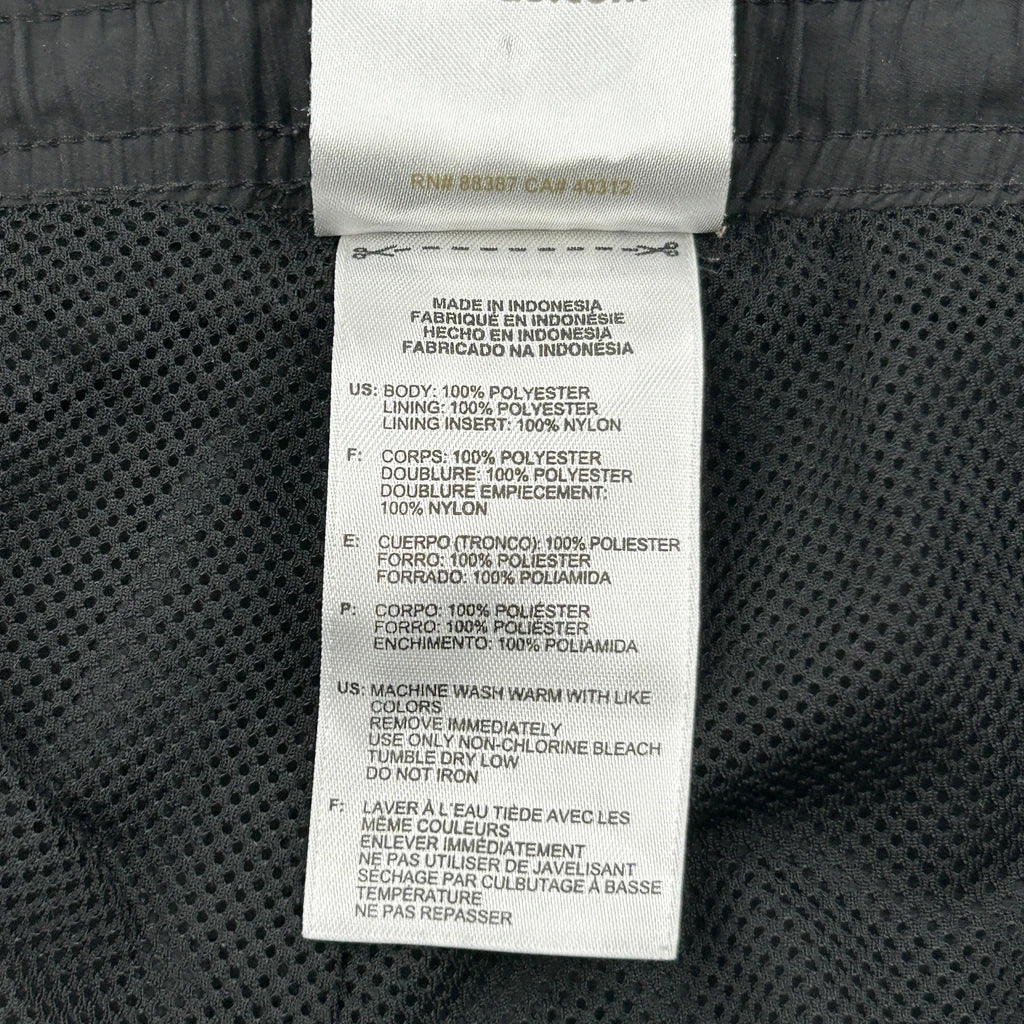 RN# 88387 CA# 40312
MADE IN INDONESIA
FABRIQUÉ EN INDONÉSIE
HECHO EN INDONESIA
FABRICADO NA INDONÉSIA
US: BODY: 100% POLYESTER
LINING: 100% POLYESTER
LINING INSERT: 100% NYLON
F: CORPS: 100% POLYESTER
DOUBLURE: 100% POLYESTER
DOUBLURE EMPIECEMENT:
100% NYLON
E: CUERPO (TRONCO): 100% POLIESTER
FORRO: 100% POLIESTER
FORRADO: 100% POLIAMIDA
P: CORPO: 100% POLIÉSTER
FORRO: 100% POLIÉSTER
ENCHIMENTO: 100% POLIAMIDA
US: MACHINE WASH WARM WITH LIKE
COLORS
REMOVE IMMEDIATELY
USE ONLY NON-CHLORINE BLEACH
TUMBLE DRY LOW
DO NOT IRON
F: LAVER À L'EAU TIÈDE AVEC LES
MÊME COULEURS
ENLEVER IMMÉDIATEMENT
NE PAS UTILISER DE JAVELISANT
SÉCHAGE PAR CULBUTAGE À BASSE
TEMPÉRATURE
NE PAS REPASSER